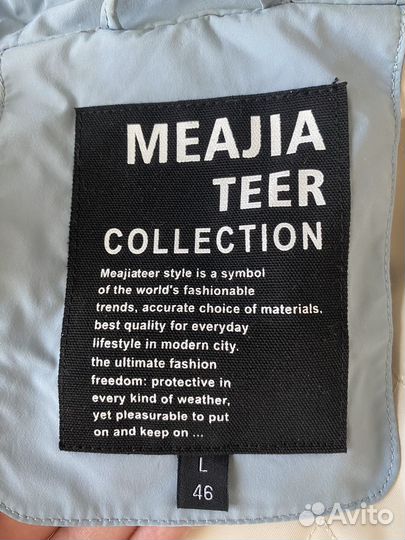 MEAJIA
TEER
COLLECTION
Meajiateer style is a symbol
of the world's fashionable
trends, accurate choice of materials.
best quality for everyday
lifestyle in modern city.
the ultimate fashion
freedom: protective in
every kind of weather,
yet pleasurable to put
on and keep on ...
L
46
Avito